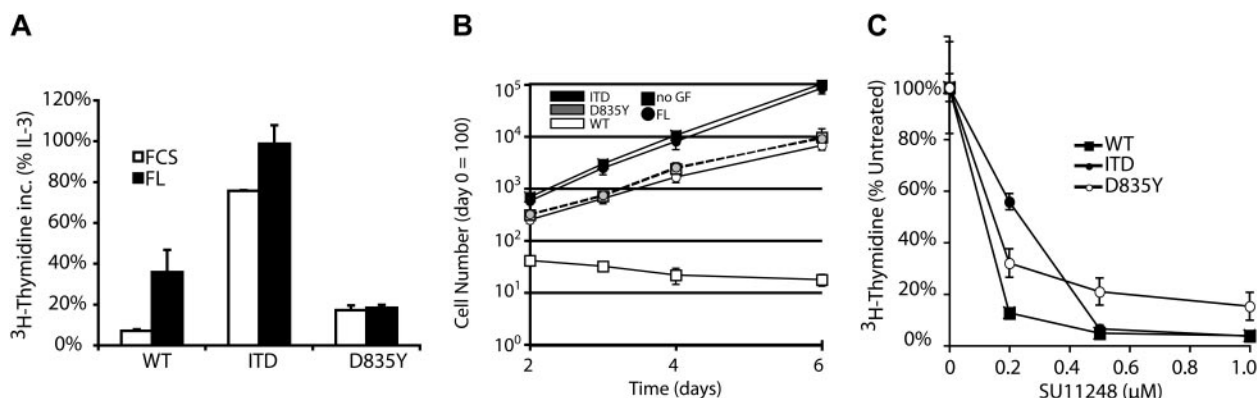 A
³H-Thymidine inc. (% IL-3)
120%
100%
80%
60%
40%
20%
0%
FCS
FL
WT
ITD
D835Y
B
Cell Number (day 0 = 100)
10⁵
10⁴
10³
10²
10¹
10⁰
ITD
D835Y
WT
no GF
FL
2
4
6
Time (days)
C
³H-Thymidine (% Untreated)
100%
80%
60%
40%
20%
0%
WT
ITD
D835Y
0
0.2
0.4
0.6
0.8
1.0
SU11248 (µM)